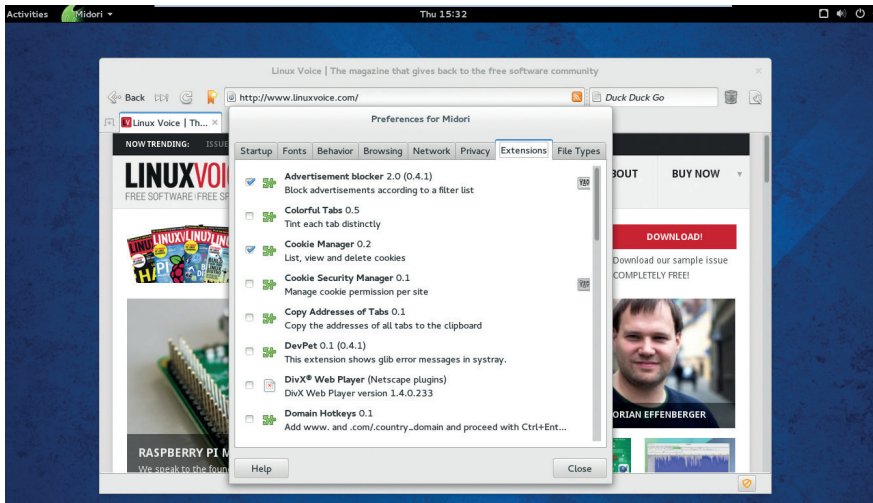 Activities
Midori
Thu 15:32
Linux Voice | The magazine that gives back to the free software community
Back
http://www.linuxvoice.com/
Duck Duck Go
Linux Voice | Th...
Preferences for Midori
Startup Fonts Behavior Browsing Network Privacy Extensions File Types
Advertisement blocker 2.0 (0.4.1)
Block advertisements according to a filter list
Colorful Tabs 0.5
Tint each tab distinctly
Cookie Manager 0.2
List, view and delete cookies
Cookie Security Manager 0.1
Manage cookie permission per site
Copy Addresses of Tabs 0.1
Copy the addresses of all tabs to the clipboard
DevPet 0.1 (0.4.1)
This extension shows glib error messages in systray.
DivX® Web Player (Netscape plugins)
DivX Web Player version 1.4.0.233
Domain Hotkeys 0.1
Add www. and .com/.country_domain and proceed with Ctrl+Ent...
Help
Close
NOW TRENDING: ISSUE
LINUXVOI
FREE SOFTWARE | FREE SP
BOUT
BUY NOW
DOWNLOAD!
Download our sample issue
COMPLETELY FREE!
RASPBERRY PI M
We speak to the foun
ORIAN EFFENBERGER